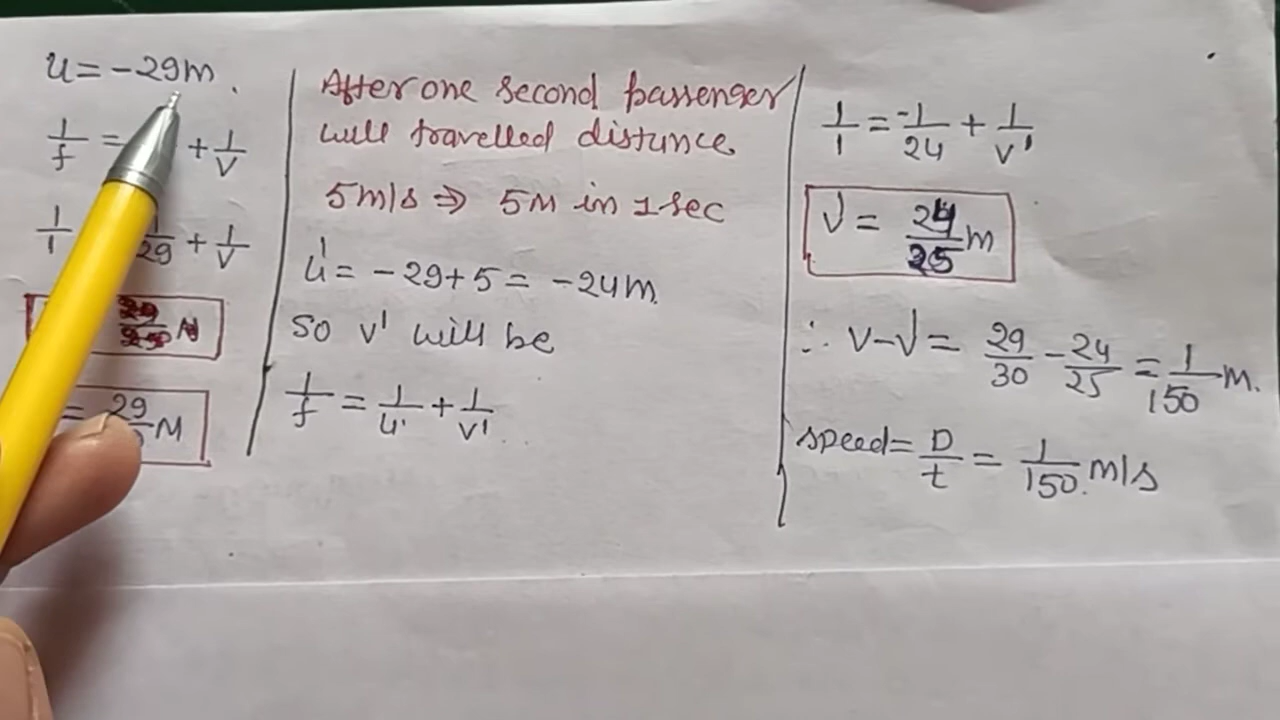 u = -29m.
1/f = + 1/v
1/1 1/29 + 1/v
= 29 M
After one second passenger
will travelled distance
5m/s ⇒ 5M in 1sec
u' = -29+5 = -24m.
so v' will be
1/f = 1/u' + 1/v'
1/1 = -1/24 + 1/v'
v' = 24/25 m
∴ v-v' = 29/30 - 24/25 = 1/150 m.
speed = D/t = 1/150. m/s